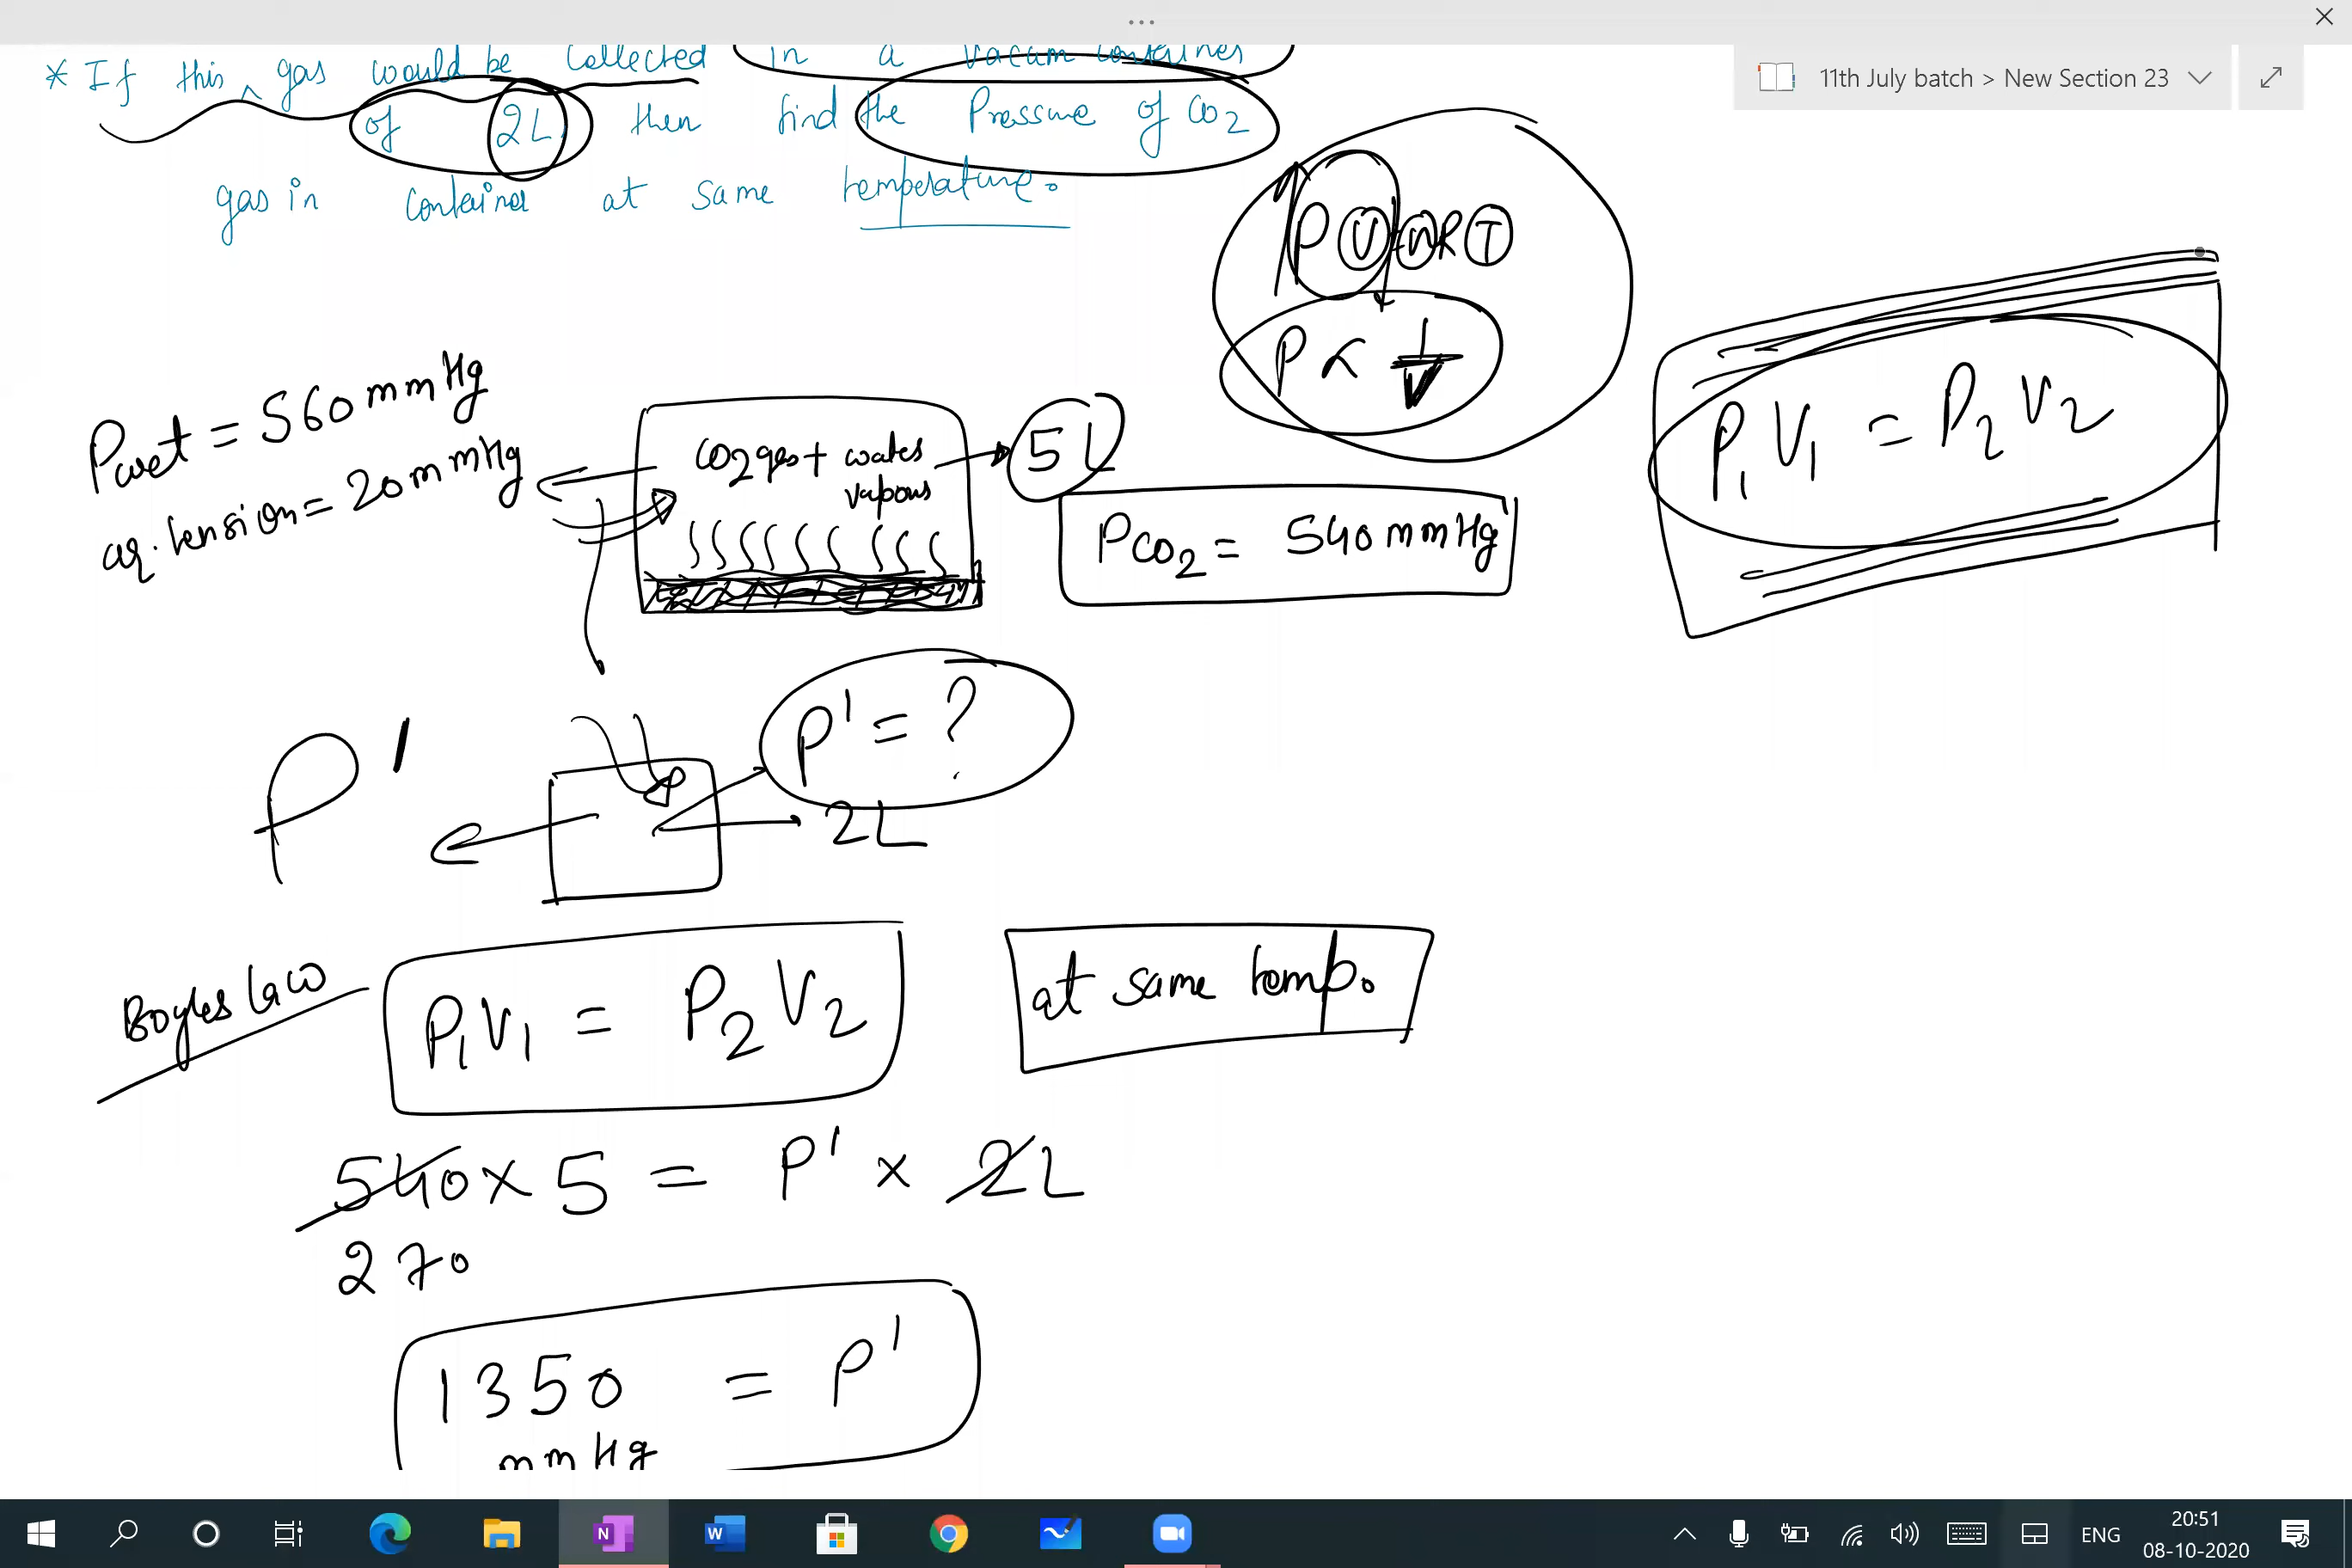 ...
11th July batch > New Section 23
* If this gas would be Collected in a Vacum container
of 2L, then find the Pressure of CO2
gas in Container at same temperature.
PV=nRT
P ∝ 1/V
P1V1 = P2V2
Pwet = 560 mmHg
aq. tension = 20 mmHg
CO2 gas + water
vapours
5L
PCO2 = 540 mmHg
P'
P' = ?
2L
Boyles law
P1V1 = P2V2
at same temp.
540 x 5 = P' x 2L
270
1350 = P'
mmHg
ENG
20:51
08-10-2020